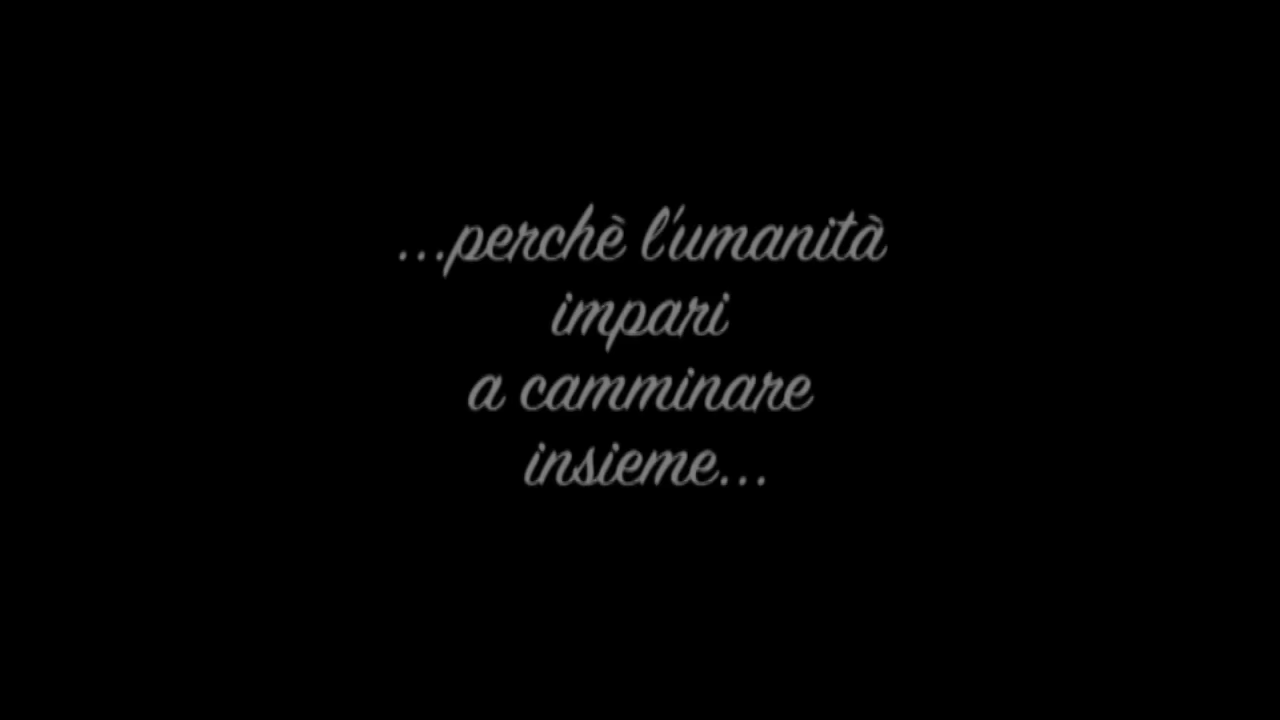 ...perchè l'umanità
impari
a camminare
insieme...